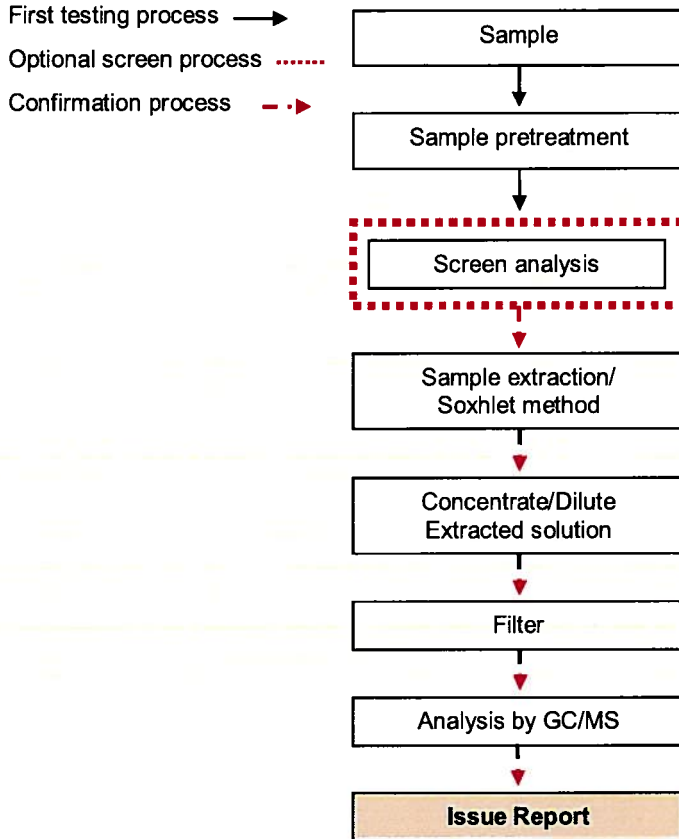 First testing process
Optional screen process
Confirmation process
Sample
Sample pretreatment
Screen analysis
Sample extraction/
Soxhlet method
Concentrate/Dilute
Extracted solution
Filter
Analysis by GC/MS
Issue Report